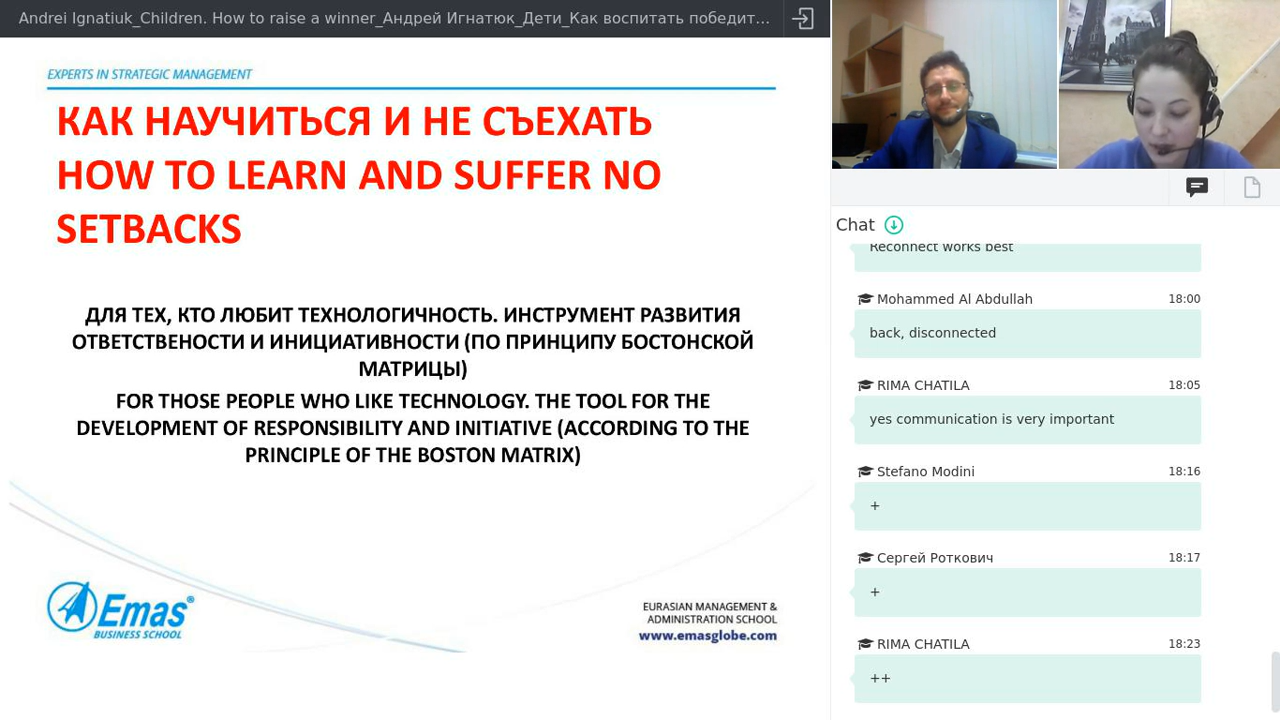 Andrei Ignatiuk_Children. How to raise a winner_Андрей Игнатюк_Дети_Как воспитать победит...
EXPERTS IN STRATEGIC MANAGEMENT
КАК НАУЧИТЬСЯ И НЕ СЪЕХАТЬ
HOW TO LEARN AND SUFFER NO
SETBACKS
ДЛЯ ТЕХ, КТО ЛЮБИТ ТЕХНОЛОГИЧНОСТЬ. ИНСТРУМЕНТ РАЗВИТИЯ
ОТВЕТСТВЕНОСТИ И ИНИЦИАТИВНОСТИ (ПО ПРИНЦИПУ БОСТОНСКОЙ
МАТРИЦЫ)
FOR THOSE PEOPLE WHO LIKE TECHNOLOGY. THE TOOL FOR THE
DEVELOPMENT OF RESPONSIBILITY AND INITIATIVE (ACCORDING TO THE
PRINCIPLE OF THE BOSTON MATRIX)
Emas®
BUSINESS SCHOOL
EURASIAN MANAGEMENT &
ADMINISTRATION SCHOOL
www.emasglobe.com
Chat
Reconnect works best
Mohammed Al Abdullah 18:00
back, disconnected
RIMA CHATILA 18:05
yes communication is very important
Stefano Modini 18:16
+
Сергей Роткович 18:17
+
RIMA CHATILA 18:23
++